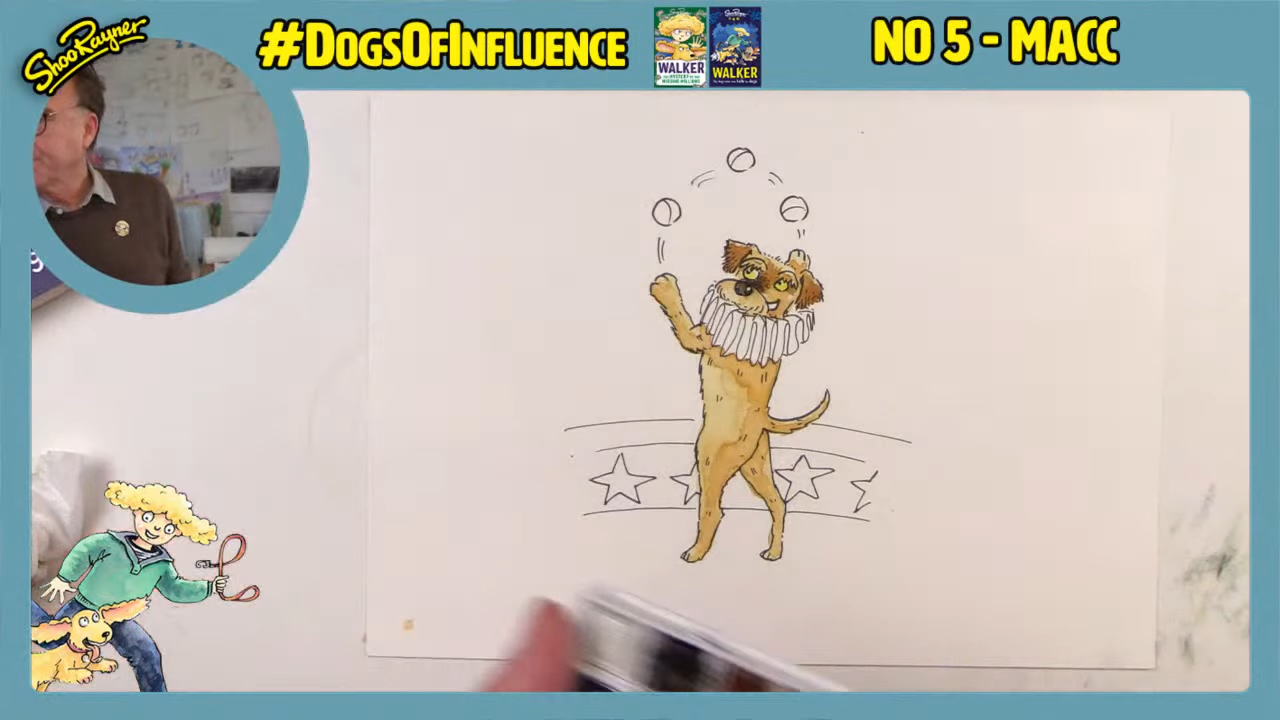 ShooRayner
#DOGSOFINFLUENCE
WALKER
WALKER
NO 5 - MACC